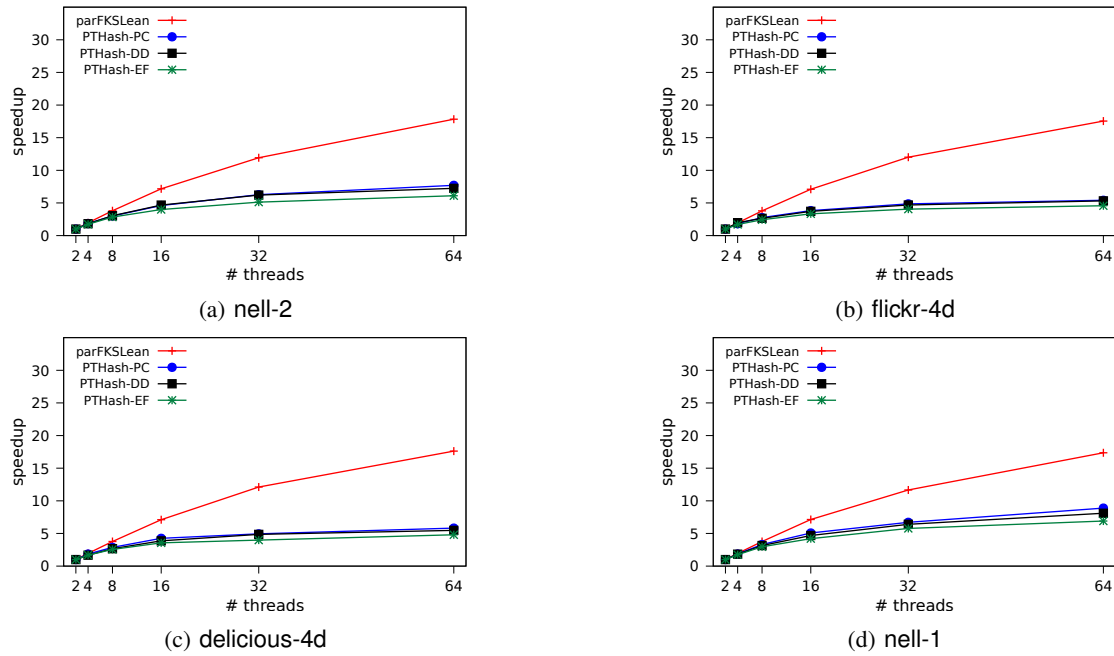 35
30
25
20
15
10
5
0
speedup
parFKSLean
PTHash-PC
PTHash-DD
PTHash-EF
2 4 8 16 32 64
# threads
(a) nell-2
35
30
25
20
15
10
5
0
speedup
parFKSLean
PTHash-PC
PTHash-DD
PTHash-EF
2 4 8 16 32 64
# threads
(b) flickr-4d
35
30
25
20
15
10
5
0
speedup
parFKSLean
PTHash-PC
PTHash-DD
PTHash-EF
2 4 8 16 32 64
# threads
(c) delicious-4d
35
30
25
20
15
10
5
0
speedup
parFKSLean
PTHash-PC
PTHash-DD
PTHash-EF
2 4 8 16 32 64
# threads
(d) nell-1